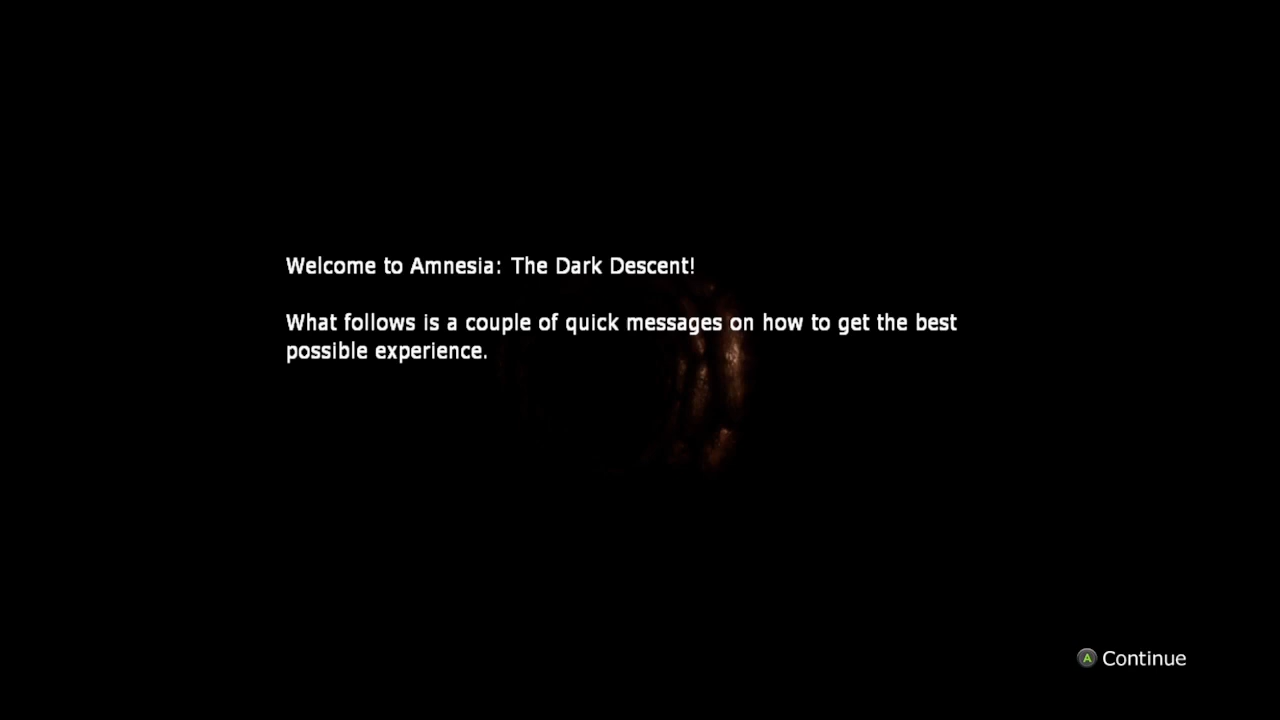 Welcome to Amnesia: The Dark Descent!
What follows is a couple of quick messages on how to get the best
possible experience.
A Continue